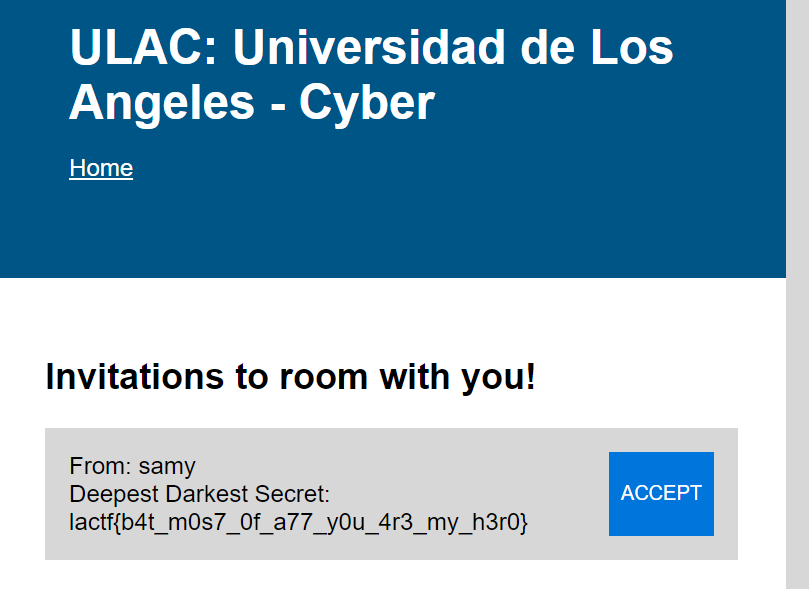 ULAC: Universidad de Los
Angeles - Cyber
Home
Invitations to room with you!
From: samy
Deepest Darkest Secret:
lactf{b4t_m0s7_0f_a77_y0u_4r3_my_h3r0}
ACCEPT